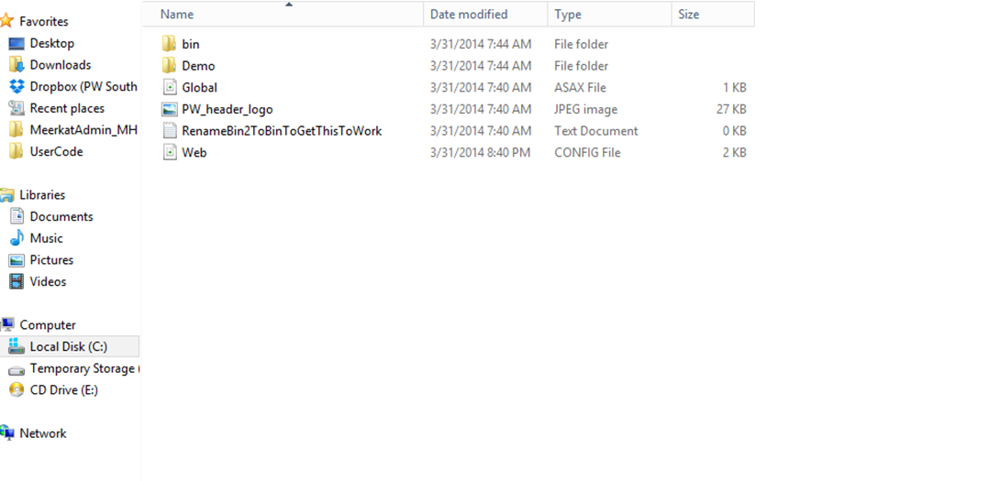 Name Date modified Type Size
Favorites
Desktop
Downloads
Dropbox (PW South
Recent places
MeerkatAdmin_MH
UserCode
Libraries
Documents
Music
Pictures
Videos
Computer
Local Disk (C:)
Temporary Storage (
CD Drive (E:)
Network
bin 3/31/2014 7:44 AM File folder
Demo 3/31/2014 7:44 AM File folder
Global 3/31/2014 7:40 AM ASAX File 1 KB
PW_header_logo 3/31/2014 7:40 AM JPEG image 27 KB
RenameBin2ToBinToGetThisToWork 3/31/2014 7:40 AM Text Document 0 KB
Web 3/31/2014 8:40 PM CONFIG File 2 KB